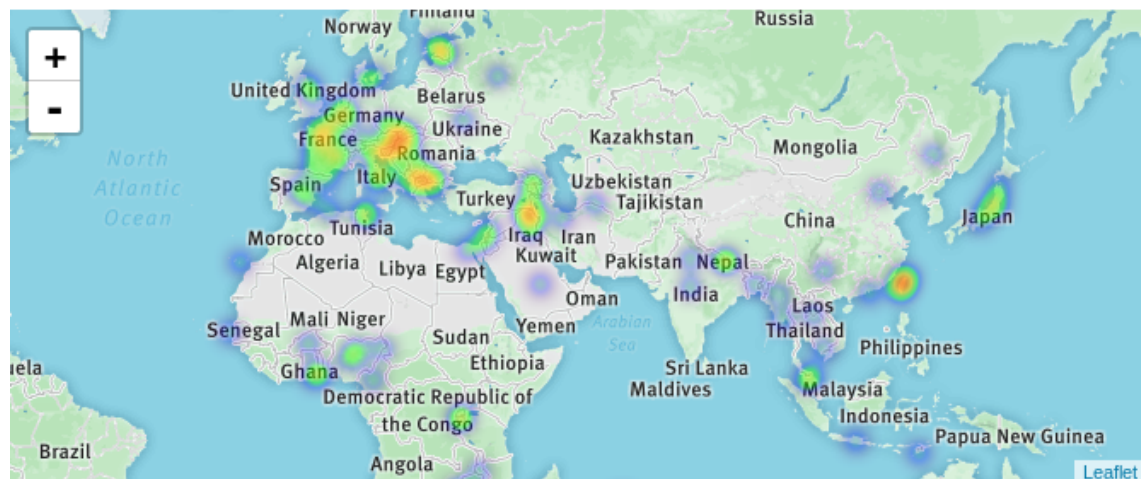 Finland
Russia
Norway
+
United Kingdom
Belarus
-
Germany
Ukraine
France
Kazakhstan
Mongolia
North
Atlantic
Ocean
Romania
Italy
Spain
Uzbekistan
Turkey
Tajikistan
China
Japan
Tunisia
Morocco
Iraq
Iran
Kuwait
Algeria
Libya
Egypt
Pakistan
Nepal
India
Oman
Laos
Mali
Niger
Senegal
Yemen
Arabian
Sea
Thailand
Sudan
Philippines
Ethiopia
Ghana
Sri Lanka
Maldives
Malaysia
Democratic Republic of
the Congo
Indonesia
Papua New Guinea
Brazil
Angola
Leaflet